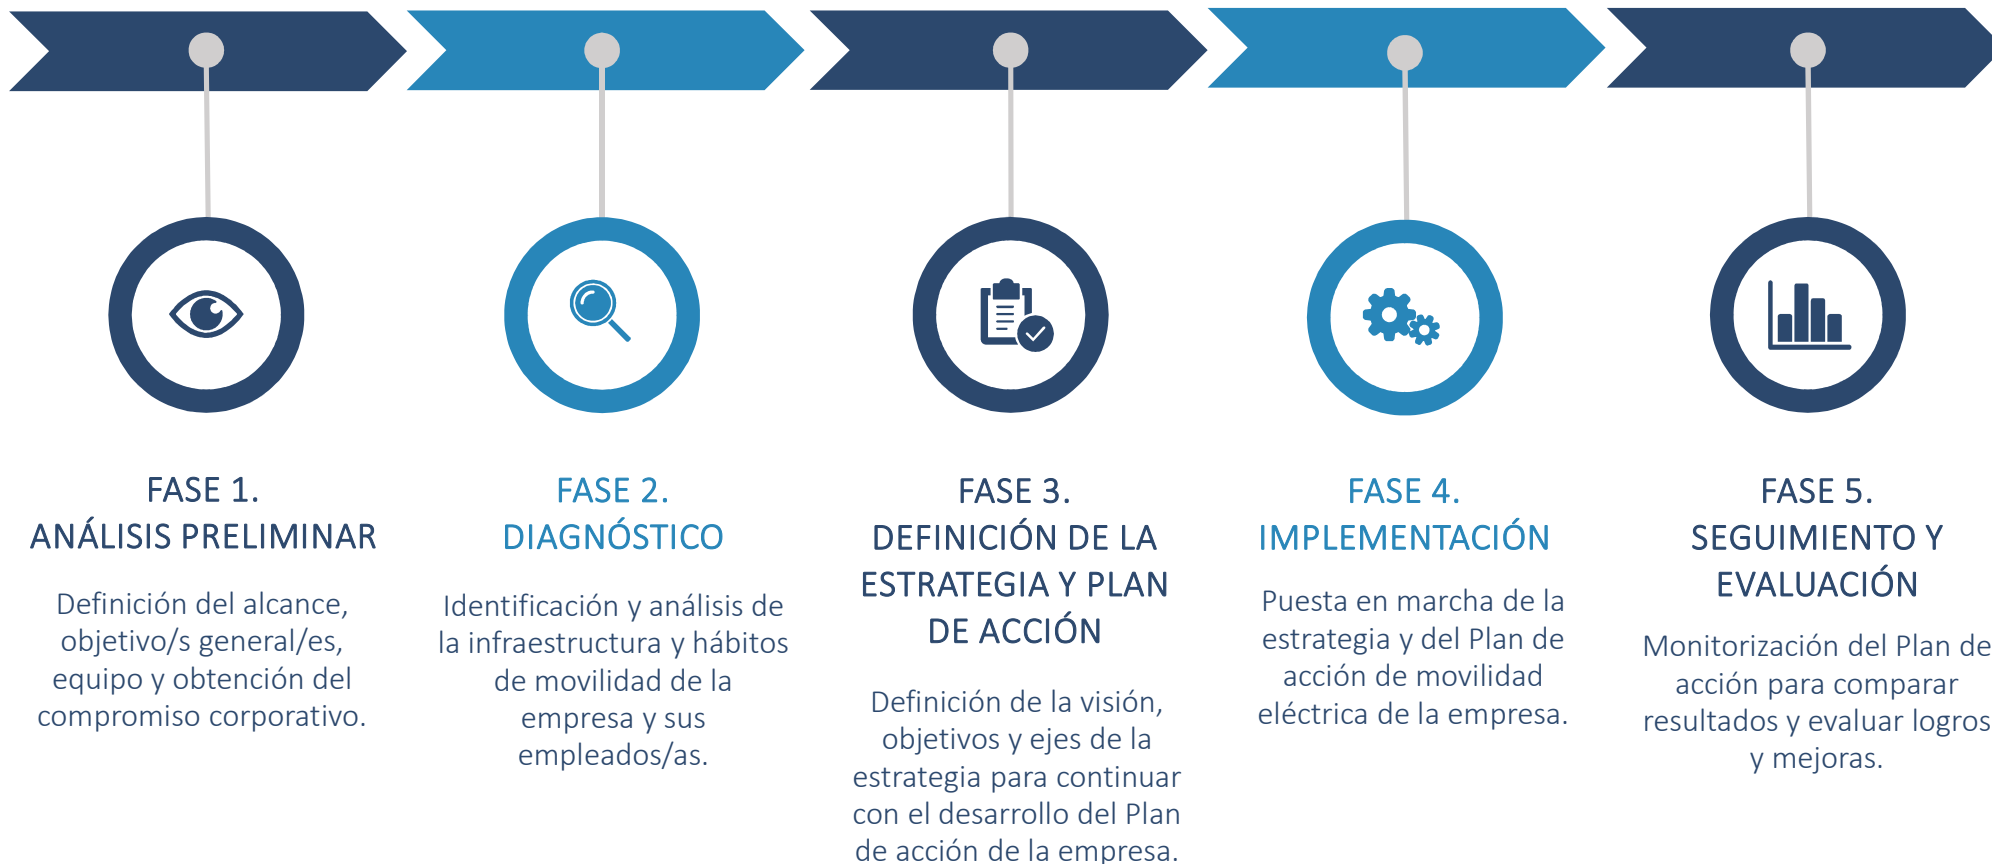 FASE 1.
ANÁLISIS PRELIMINAR
Definición del alcance,
objetivo/s general/es,
equipo y obtención del
compromiso corporativo.
FASE 2.
DIAGNÓSTICO
Identificación y análisis de
la infraestructura y hábitos
de movilidad de la
empresa y sus
empleados/as.
FASE 3.
DEFINICIÓN DE LA
ESTRATEGIA Y PLAN
DE ACCIÓN
Definición de la visión,
objetivos y ejes de la
estrategia para continuar
con el desarrollo del Plan
de acción de la empresa.
FASE 4.
IMPLEMENTACIÓN
Puesta en marcha de la
estrategia y del Plan de
acción de movilidad
eléctrica de la empresa.
FASE 5.
SEGUIMIENTO Y
EVALUACIÓN
Monitorización del Plan de
acción para comparar
resultados y evaluar logros
y mejoras.